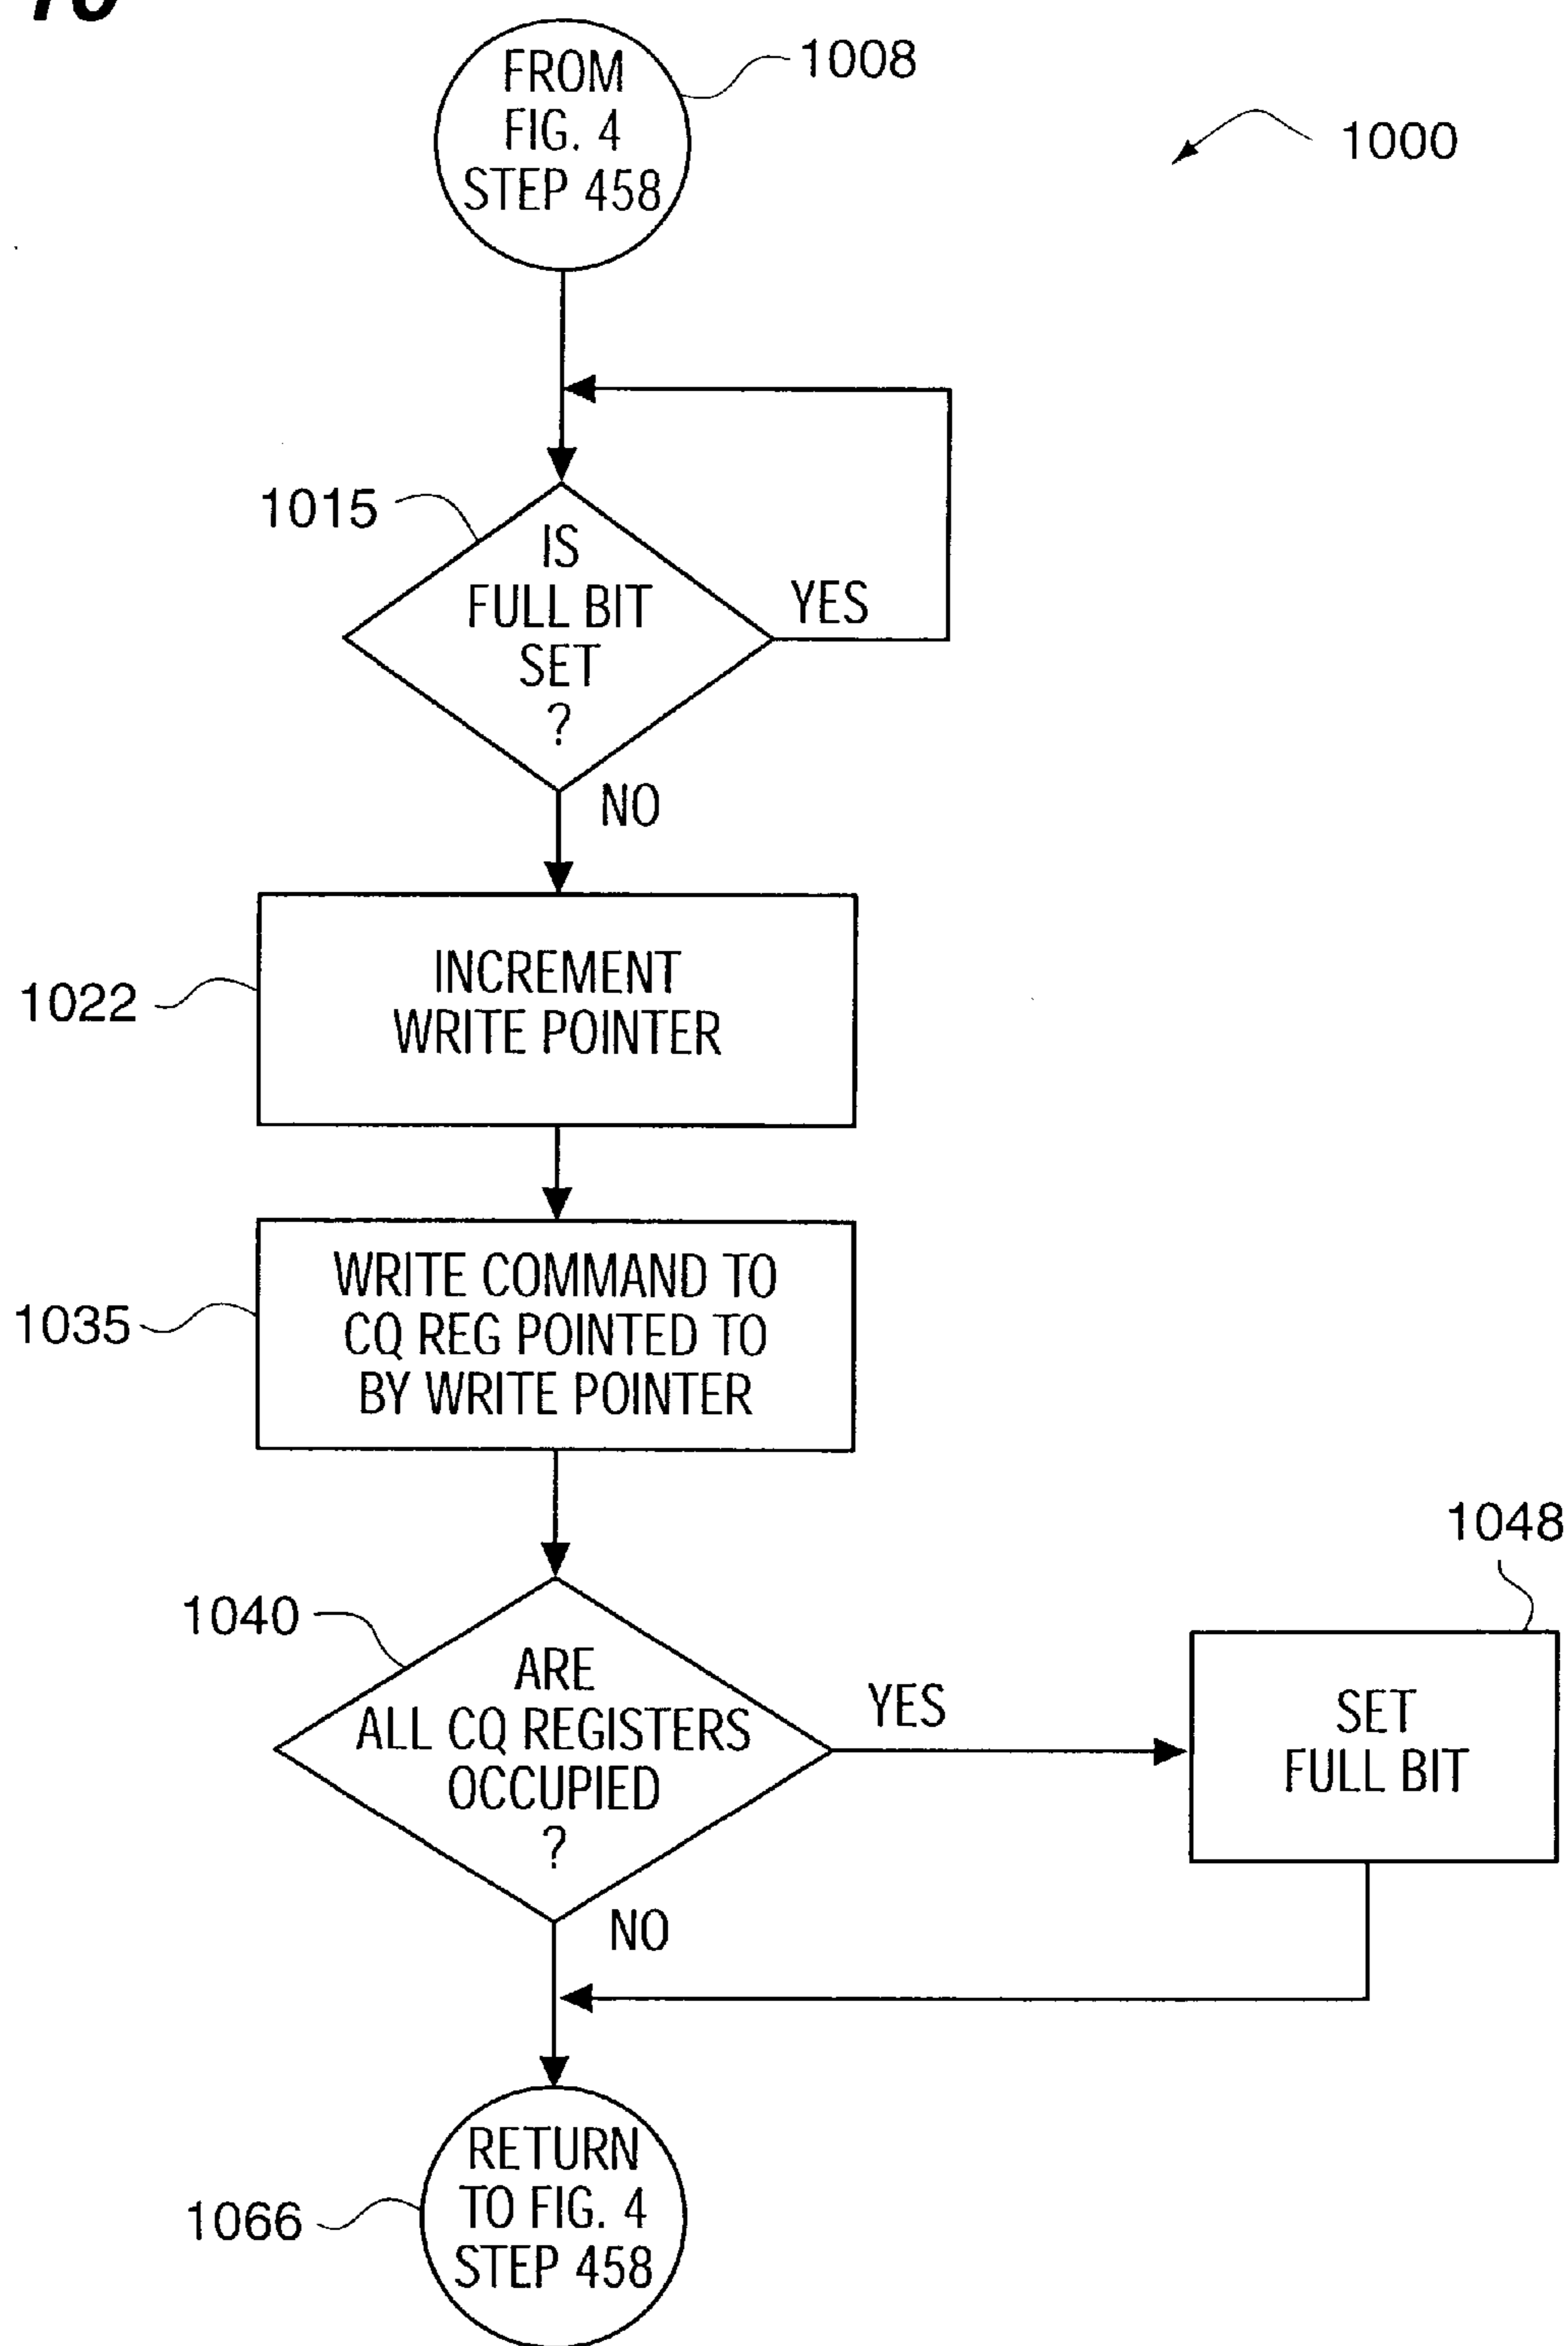 FROM
FIG. 4
STEP 458
1008
1000
1015
IS
FULL BIT
SET
?
YES
NO
1022
INCREMENT
WRITE POINTER
1035
WRITE COMMAND TO
CQ REG POINTED TO
BY WRITE POINTER
1040
ARE
ALL CQ REGISTERS
OCCUPIED
?
YES
1048
SET
FULL BIT
NO
1066
RETURN
TO FIG. 4
STEP 458